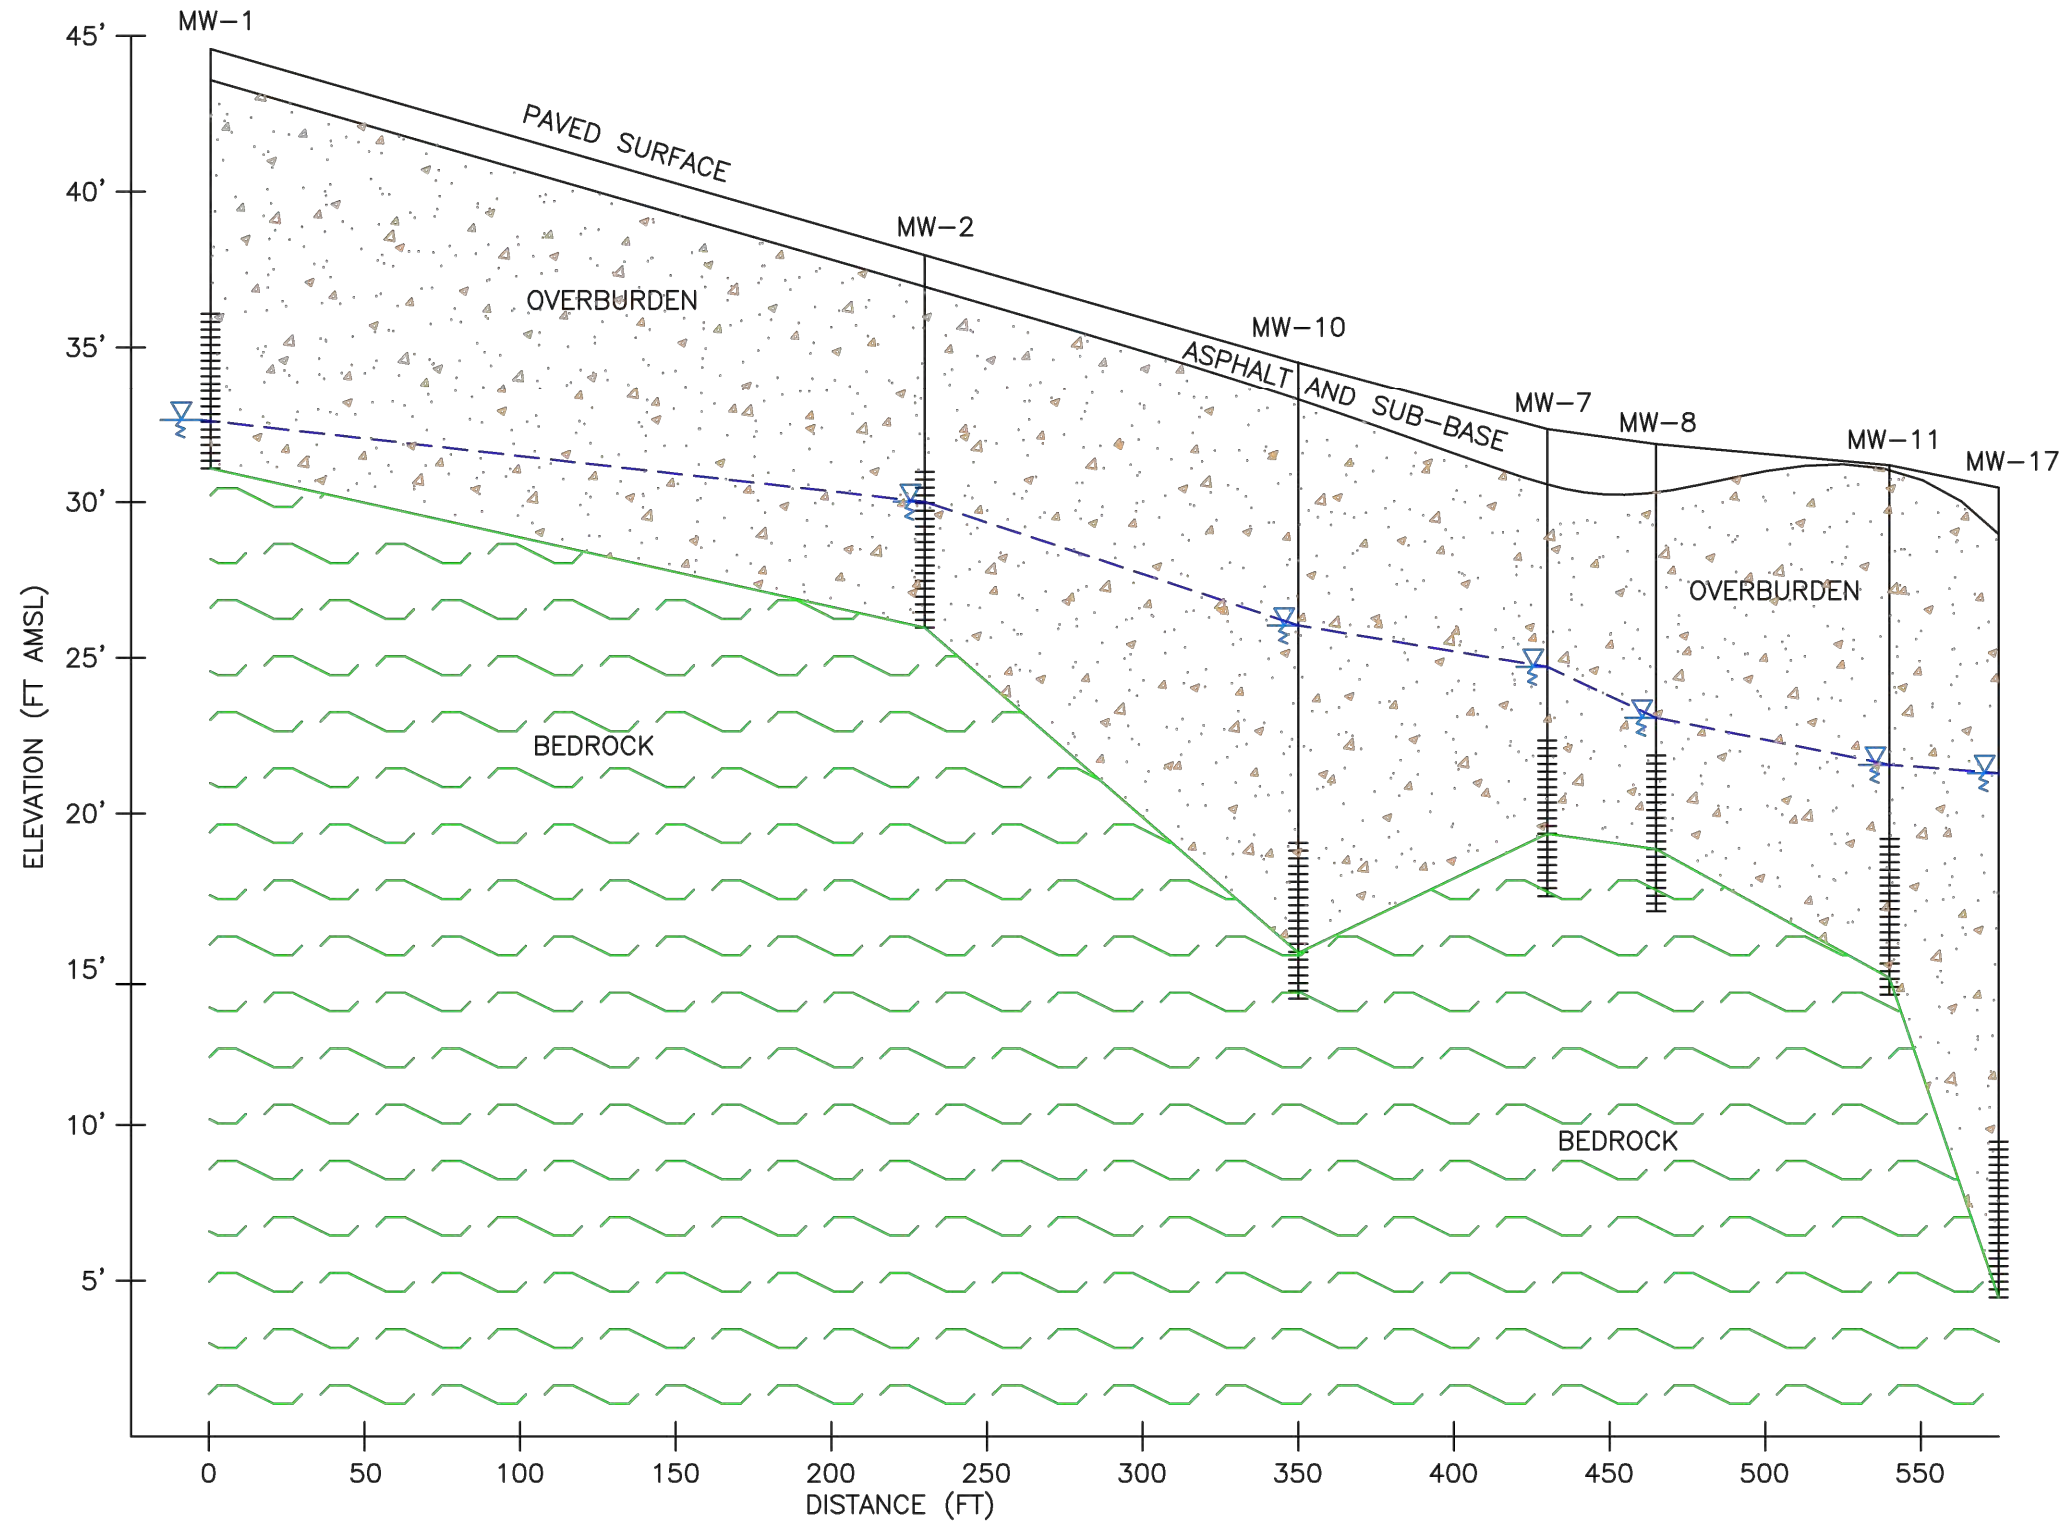 MW-1
45'
PAVED SURFACE
40'
MW-2
OVERBURDEN
MW-10
35'
ASPHALT AND SUB-BASE
MW-7
MW-8
MW-11
MW-17
30'
OVERBURDEN
25'
ELEVATION (FT AMSL)
BEDROCK
20'
15'
10'
BEDROCK
5'
0 50 100 150 200 250 300 350 400 450 500 550
DISTANCE (FT)